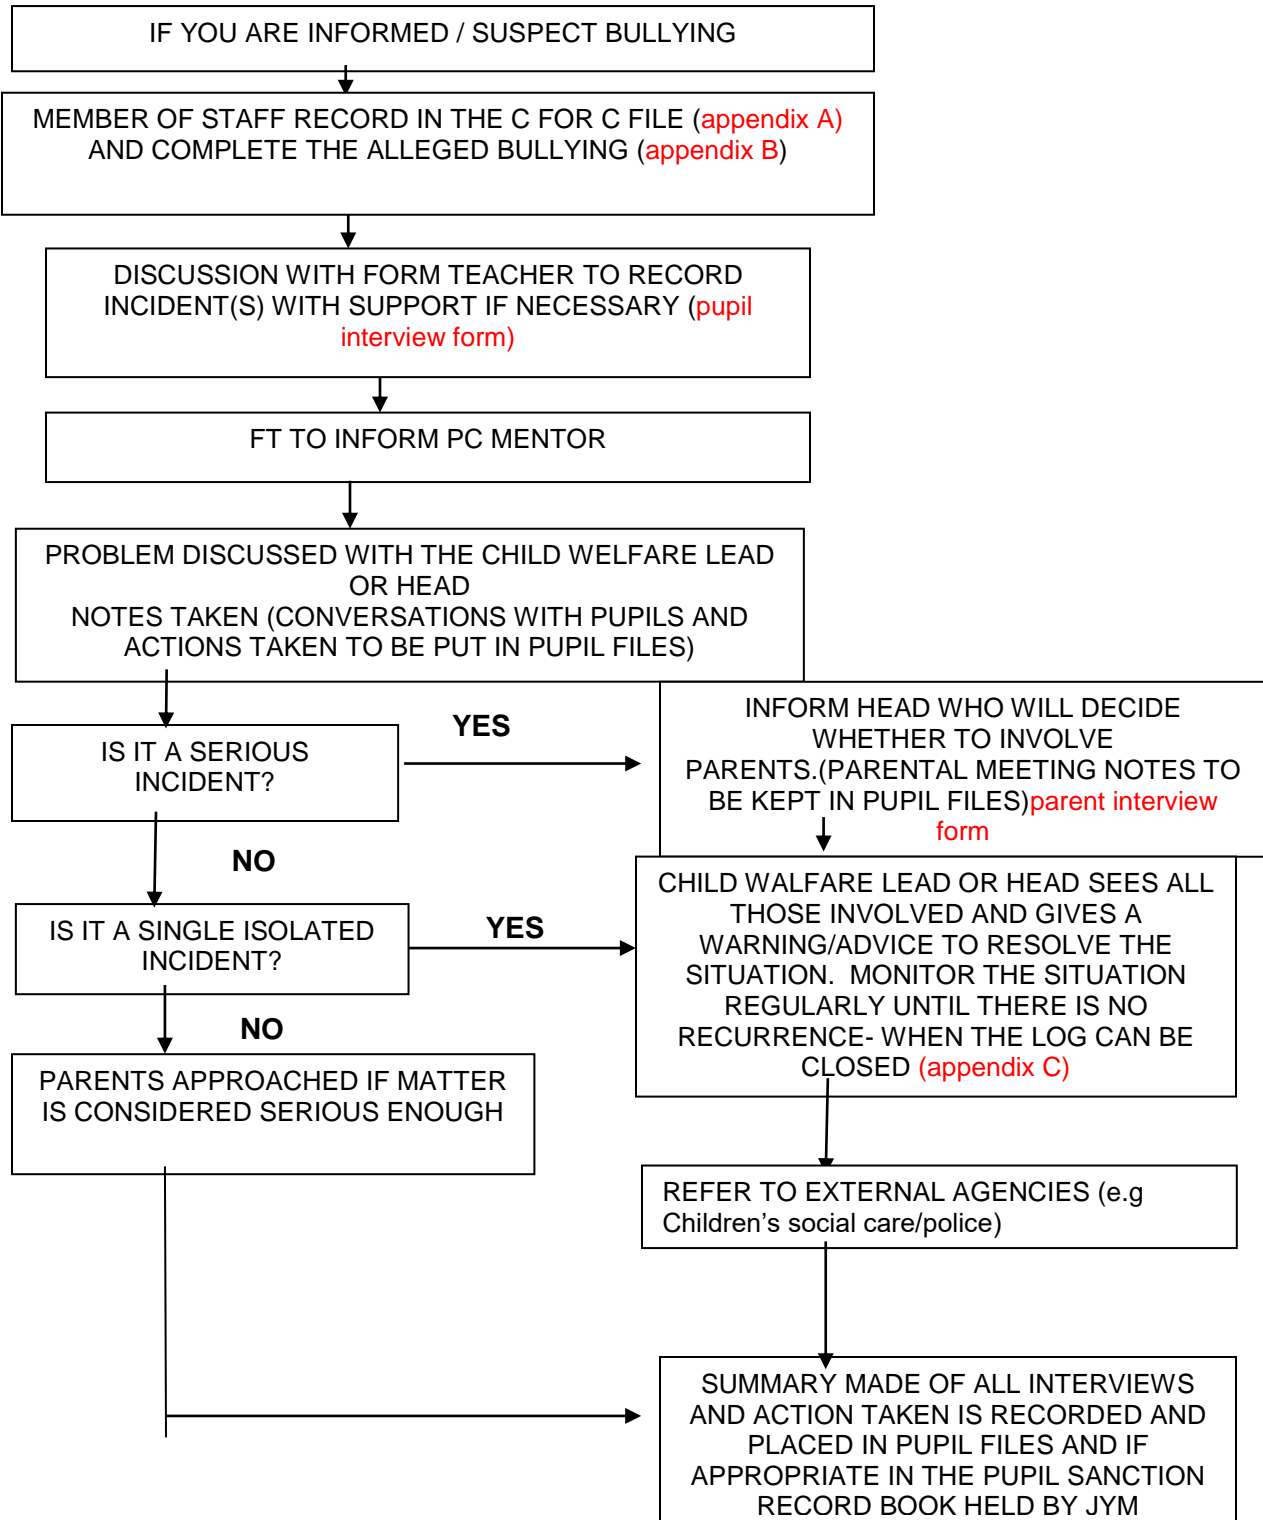 IF YOU ARE INFORMED / SUSPECT BULLYING
MEMBER OF STAFF RECORD IN THE C FOR C FILE (appendix A)
AND COMPLETE THE ALLEGED BULLYING (appendix B)
DISCUSSION WITH FORM TEACHER TO RECORD
INCIDENT(S) WITH SUPPORT IF NECESSARY (pupil
interview form)
FT TO INFORM PC MENTOR
PROBLEM DISCUSSED WITH THE CHILD WELFARE LEAD
OR HEAD
NOTES TAKEN (CONVERSATIONS WITH PUPILS AND
ACTIONS TAKEN TO BE PUT IN PUPIL FILES)
IS IT A SERIOUS
INCIDENT?
YES
INFORM HEAD WHO WILL DECIDE
WHETHER TO INVOLVE
PARENTS.(PARENTAL MEETING NOTES TO
BE KEPT IN PUPIL FILES)parent interview
form
NO
IS IT A SINGLE ISOLATED
INCIDENT?
YES
CHILD WALFARE LEAD OR HEAD SEES ALL
THOSE INVOLVED AND GIVES A
WARNING/ADVICE TO RESOLVE THE
SITUATION.  MONITOR THE SITUATION
REGULARLY UNTIL THERE IS NO
RECURRENCE- WHEN THE LOG CAN BE
CLOSED (appendix C)
NO
PARENTS APPROACHED IF MATTER
IS CONSIDERED SERIOUS ENOUGH
REFER TO EXTERNAL AGENCIES (e.g
Children's social care/police)
SUMMARY MADE OF ALL INTERVIEWS
AND ACTION TAKEN IS RECORDED AND
PLACED IN PUPIL FILES AND IF
APPROPRIATE IN THE PUPIL SANCTION
RECORD BOOK HELD BY JYM